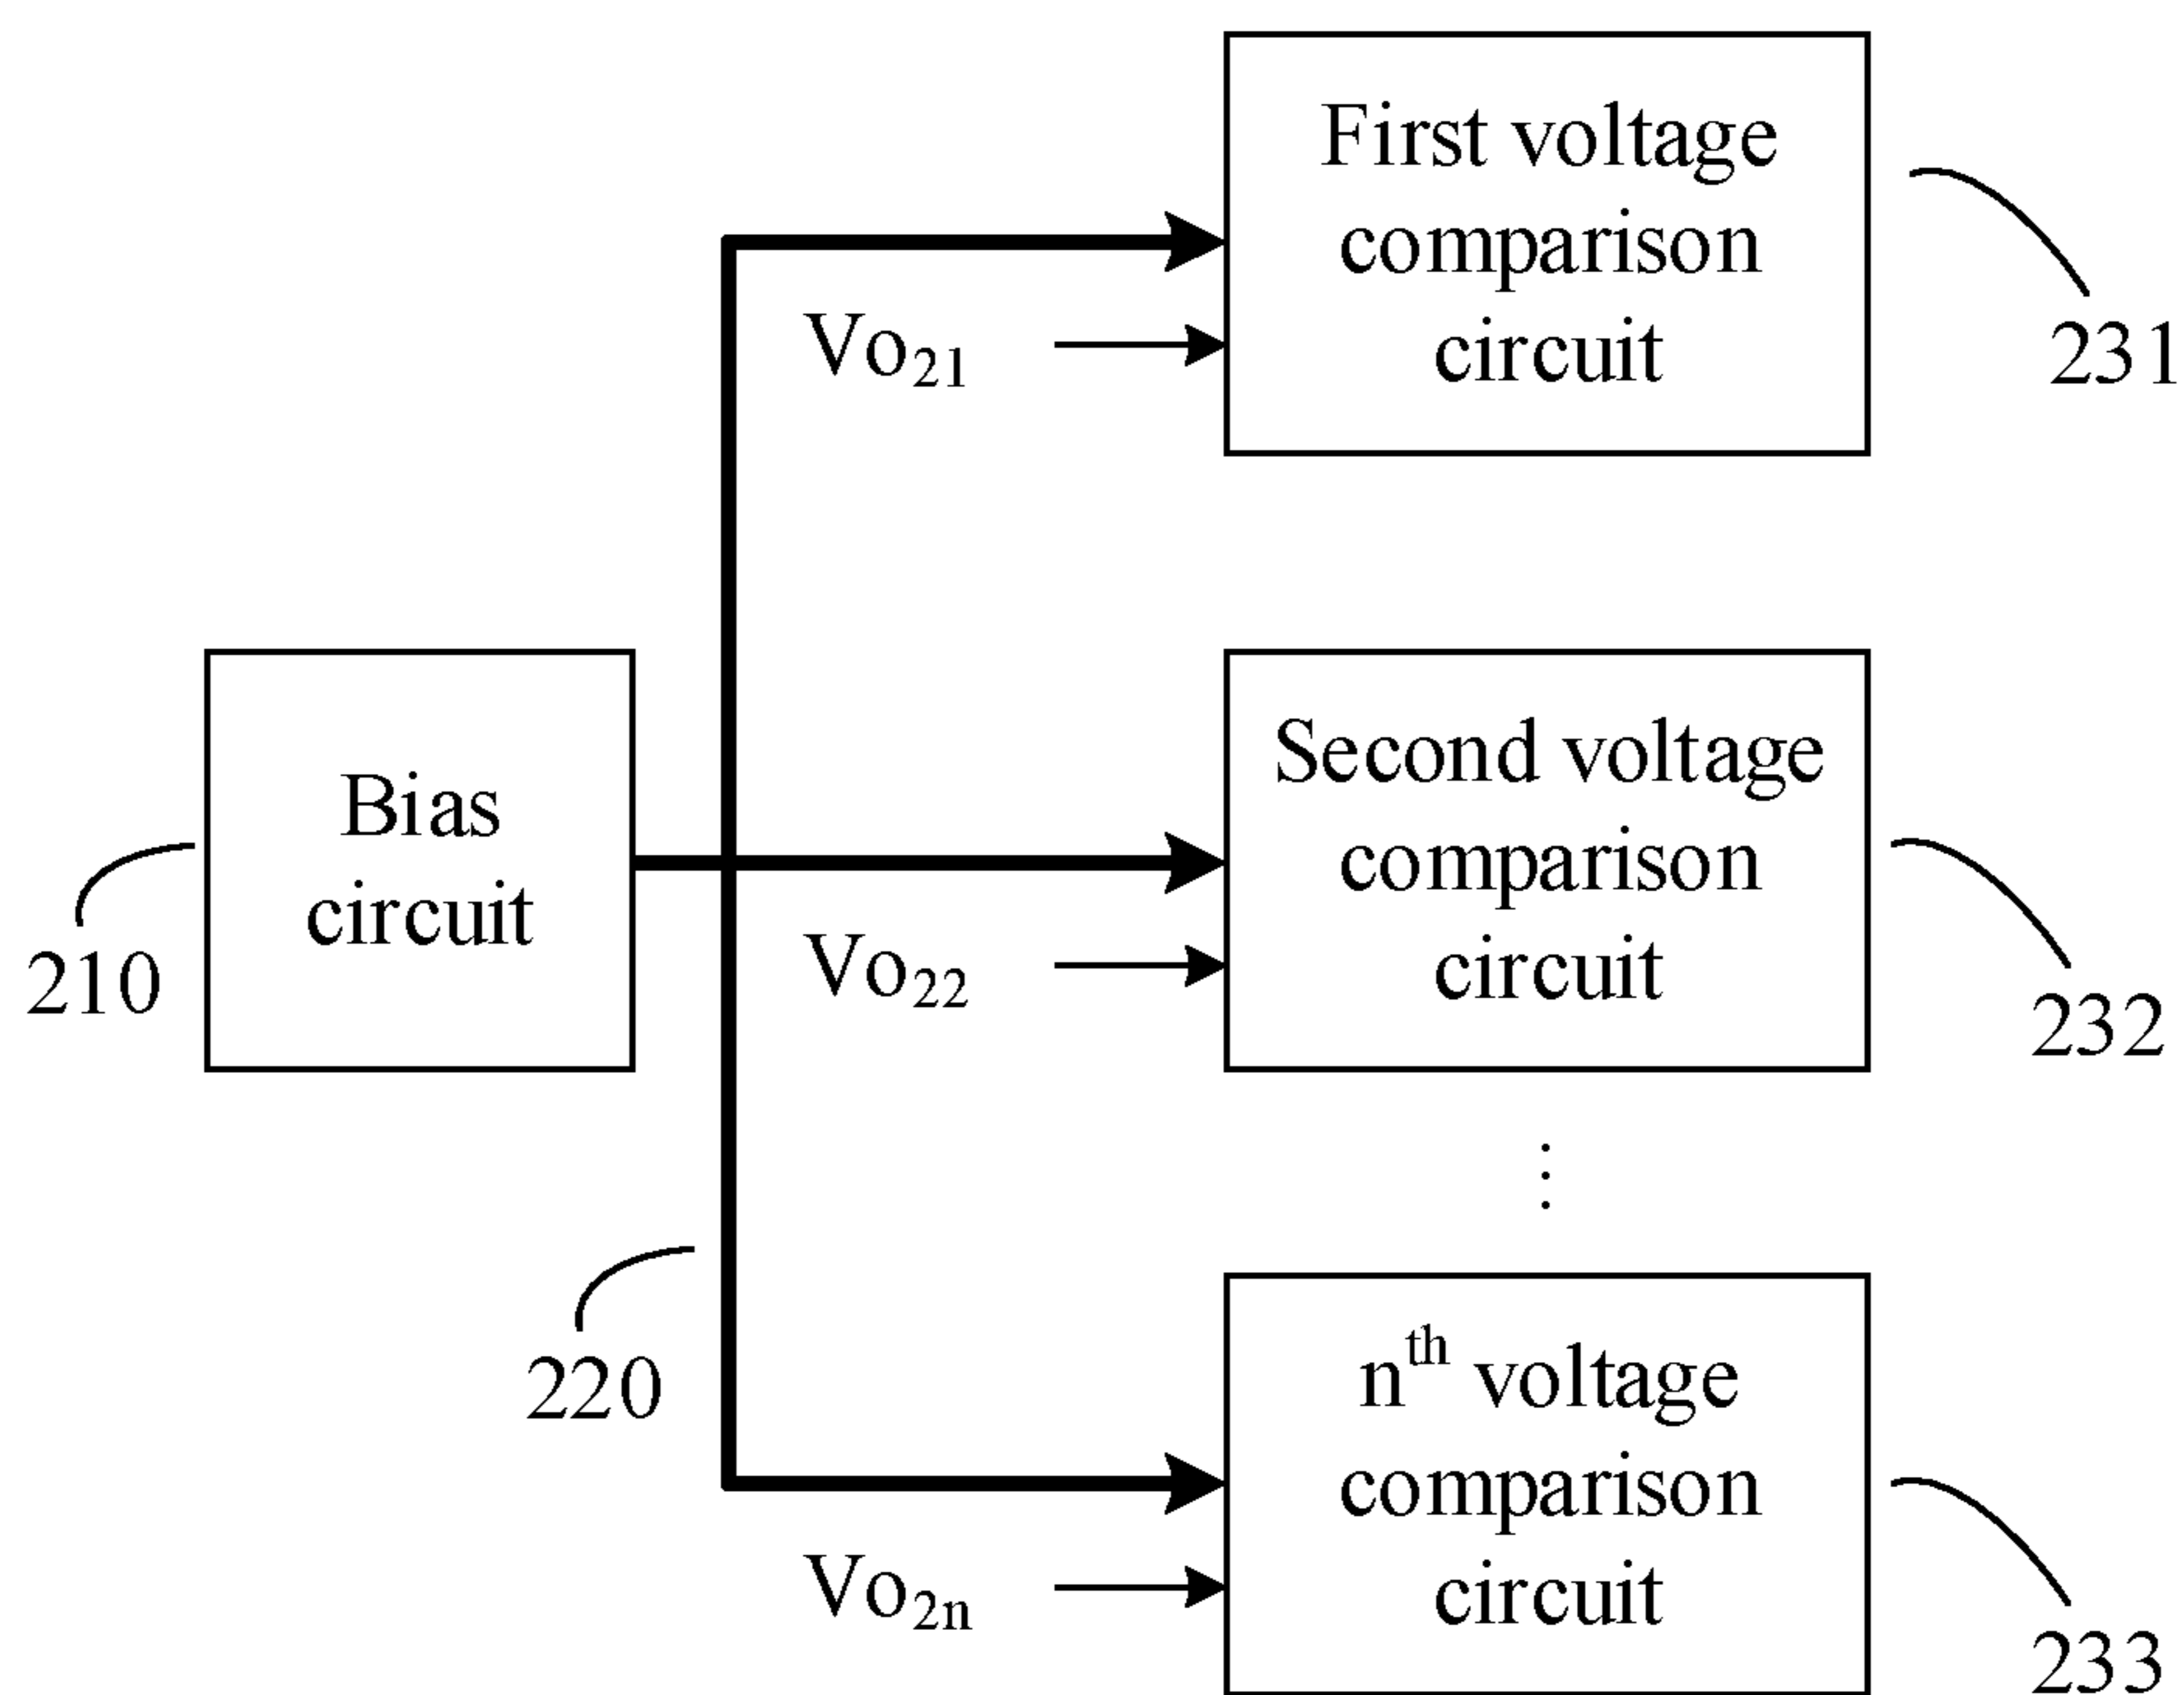 First voltage
comparison
circuit
Vo₂₁
231
Bias
circuit
210
Second voltage
comparison
circuit
Vo₂₂
232
220
nᵗʰ voltage
comparison
circuit
Vo₂ₙ
233